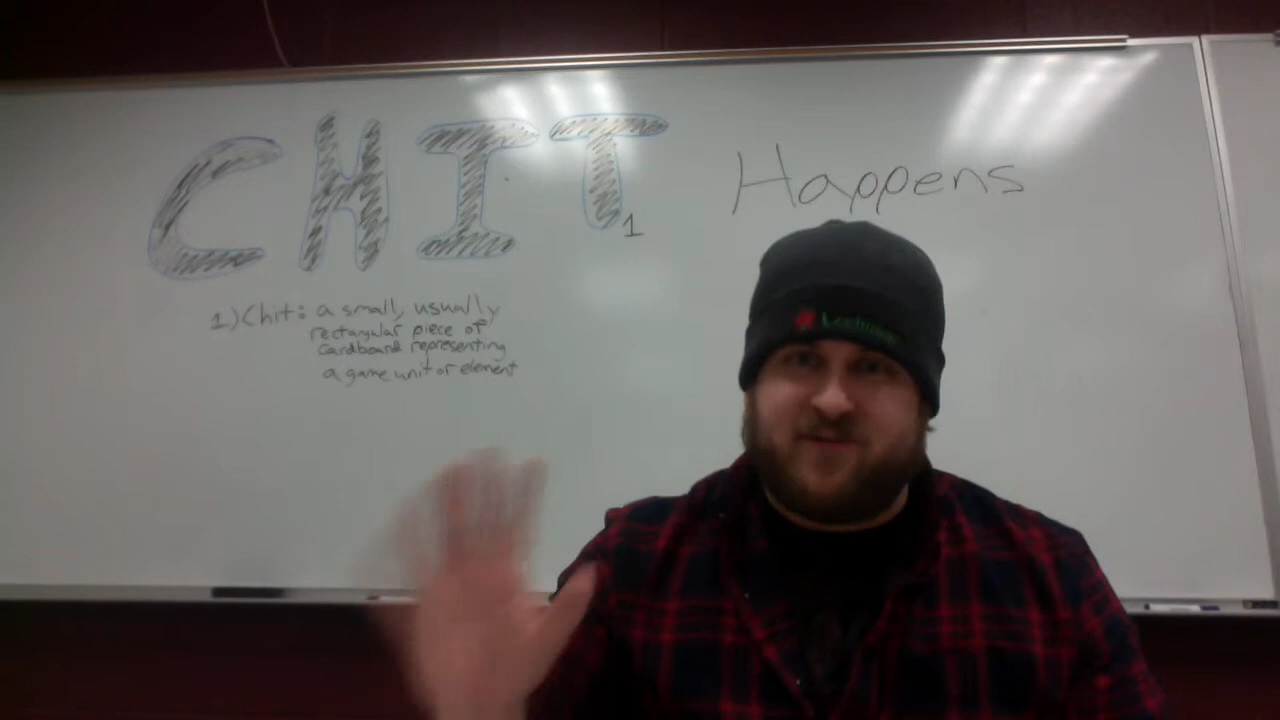 CHIT1 Happens
1) Chit: a small, usually
rectangular piece of
cardboard representing
a game unit or element